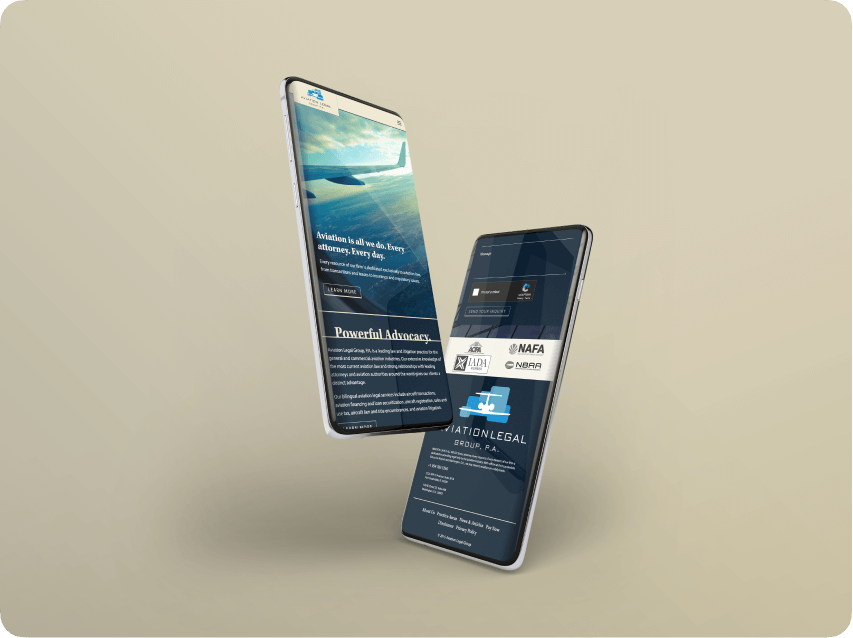 AVIATION LEGAL
GROUP, P.A.
Aviation is all we do. Every
attorney. Every day.
Every resource of our firm is dedicated exclusively to aviation law,
from transactions and leases to insurance and regulatory issues.
LEARN MORE
Powerful Advocacy.
Aviation Legal Group, P.A. is a leading law and litigation practice for the
general and commercial aviation industries. Our extensive knowledge of
the most current aviation law and strong relationships with leading
attorneys and aviation authorities around the world gives our clients a
distinct advantage.
Our bilingual aviation legal services include aircraft transactions,
aviation financing and loan securitization, aircraft registration, sales and
use tax, aircraft law and title encumbrances, and aviation litigation.
LEARN MORE
Message
SEND YOUR INQUIRY
NAFA
IADA
NBAA
AVIATION LEGAL
GROUP, P.A.
About Us Practice Areas News & Articles Pay Now
Disclaimer Privacy Policy